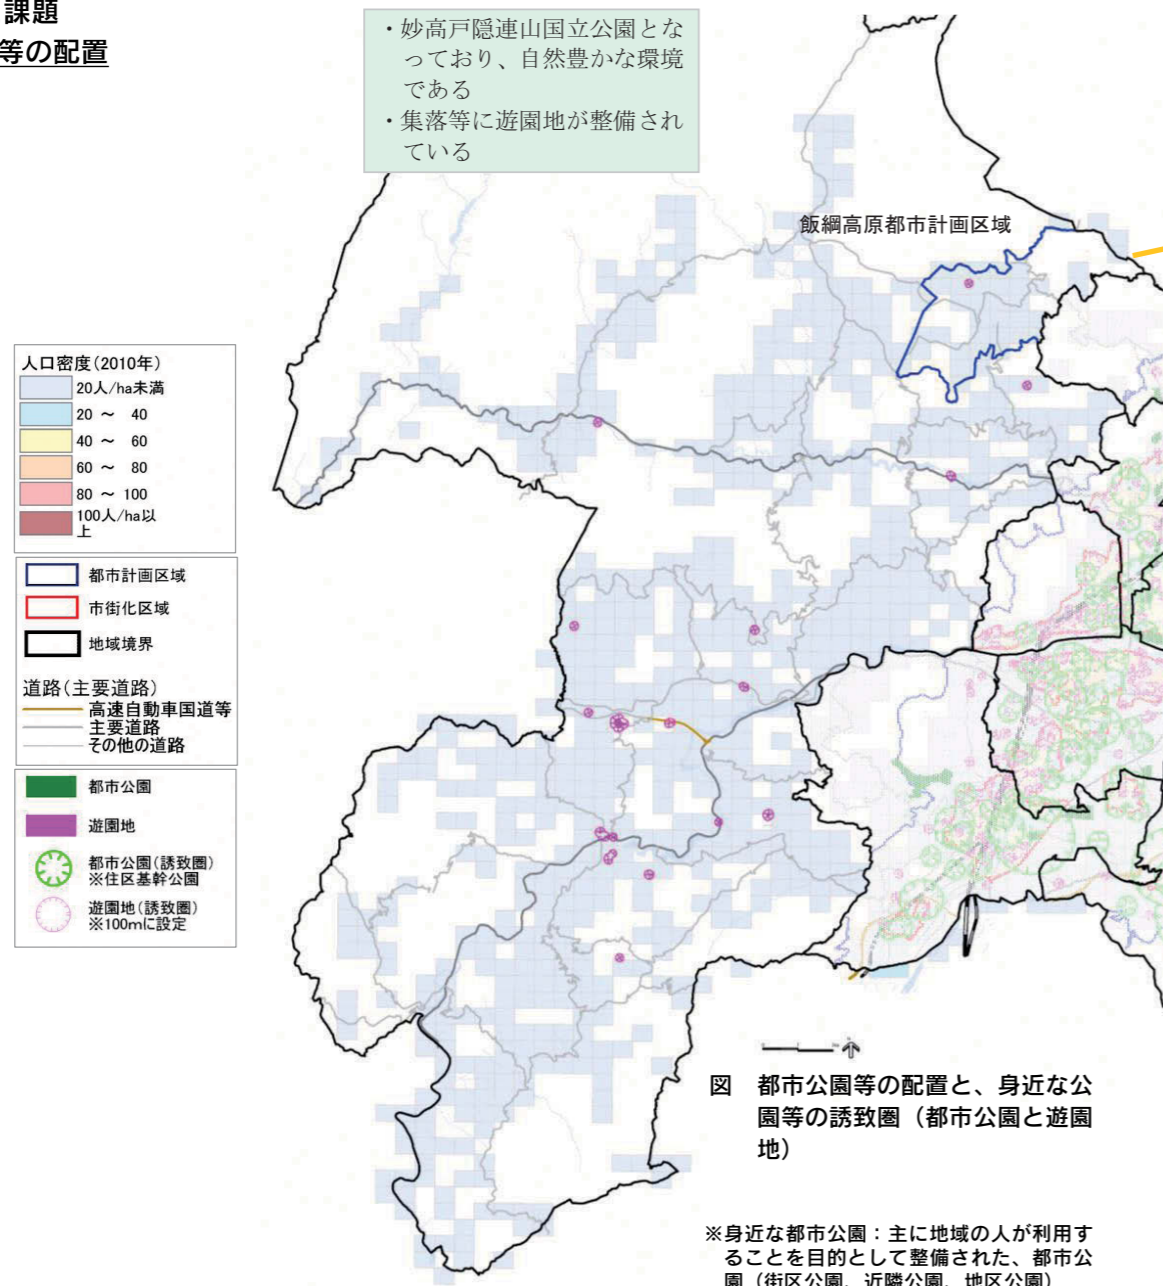 課題
等の配置
・妙高戸隠連山国立公園とな
っており、自然豊かな環境
である
・集落等に遊園地が整備され
ている
飯綱高原都市計画区域
人口密度(2010年)
20人/ha未満
20 ～ 40
40 ～ 60
60 ～ 80
80 ～ 100
100人/ha以
上
都市計画区域
市街化区域
地域境界
道路(主要道路)
高速自動車国道等
主要道路
その他の道路
都市公園
遊園地
都市公園(誘致圏)
※住区基幹公園
遊園地(誘致圏)
※100mに設定
図 都市公園等の配置と、身近な公
園等の誘致圏（都市公園と遊園
地）
※身近な都市公園：主に地域の人が利用す
ることを目的として整備された、都市公
園（街区公園、近隣公園、地区公園）